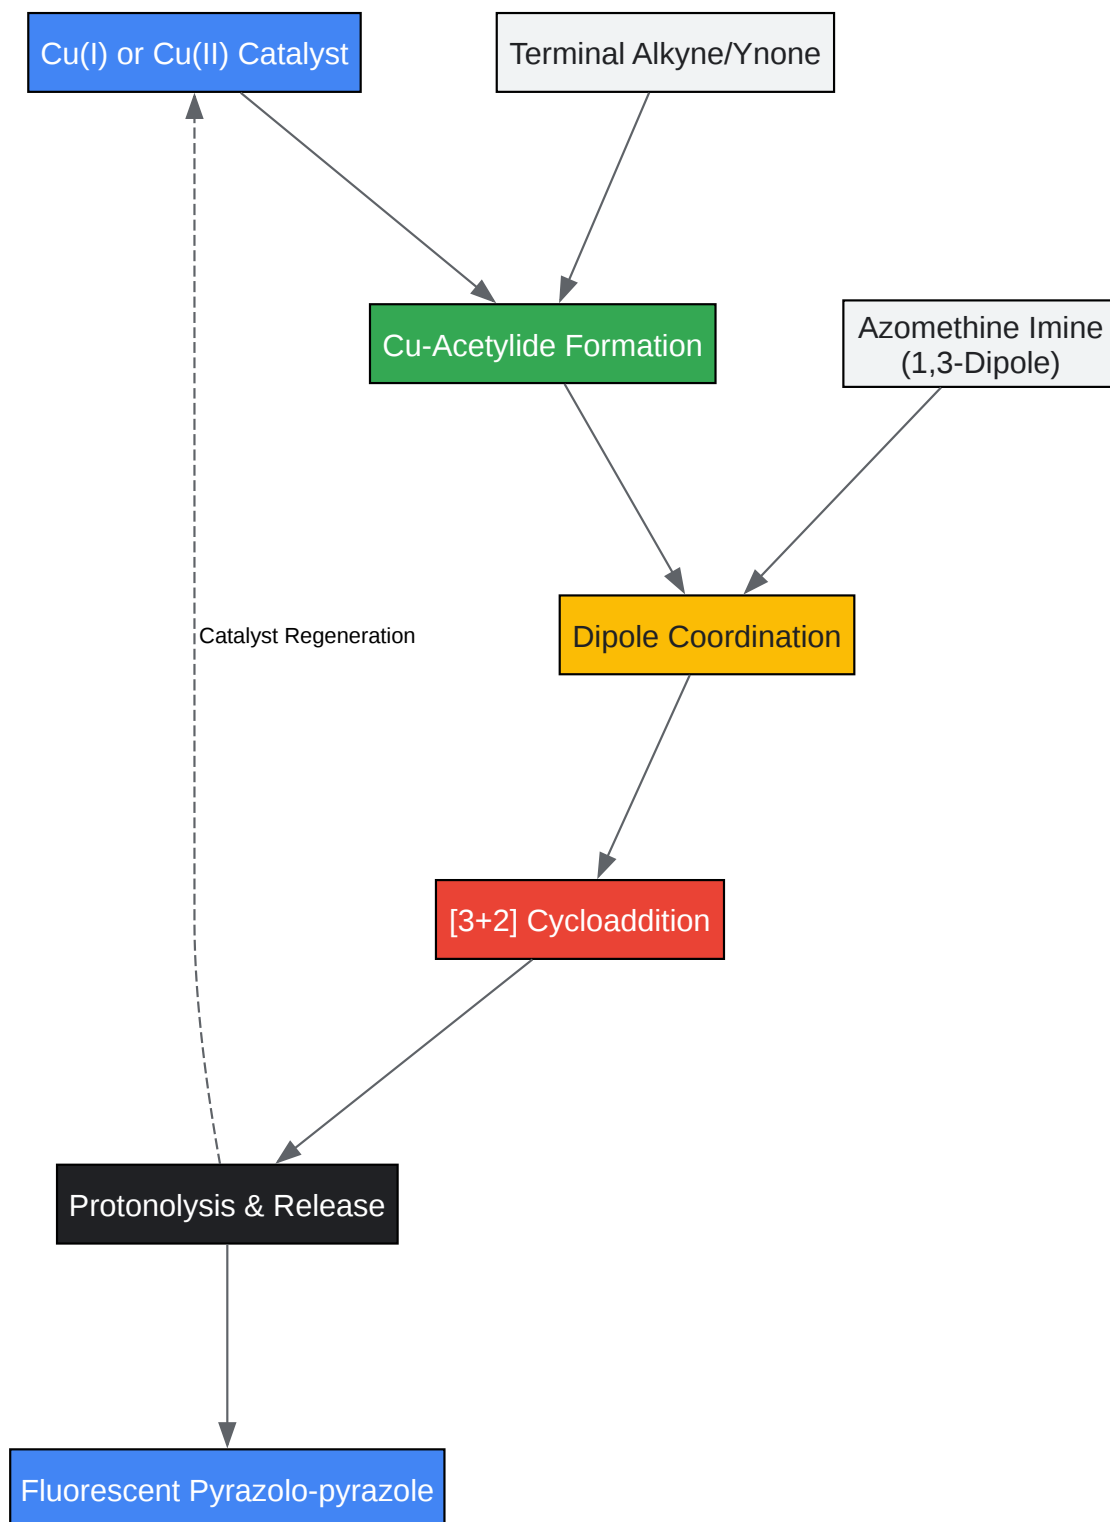 Cu(I) or Cu(II) Catalyst
Terminal Alkyne/Ynone
Cu-Acetylide Formation
Azomethine Imine
(1,3-Dipole)
Dipole Coordination
Catalyst Regeneration
[3+2] Cycloaddition
Protonolysis & Release
Fluorescent Pyrazolo-pyrazole